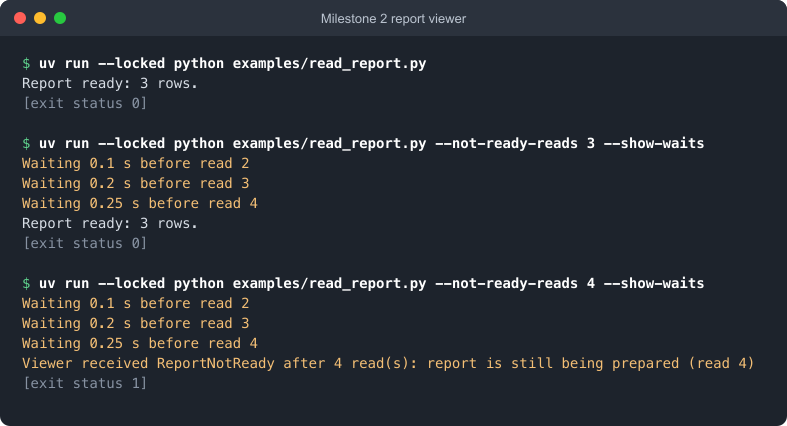 Milestone 2 report viewer
$ uv run --locked python examples/read_report.py
Report ready: 3 rows.
[exit status 0]
$ uv run --locked python examples/read_report.py --not-ready-reads 3 --show-waits
Waiting 0.1 s before read 2
Waiting 0.2 s before read 3
Waiting 0.25 s before read 4
Report ready: 3 rows.
[exit status 0]
$ uv run --locked python examples/read_report.py --not-ready-reads 4 --show-waits
Waiting 0.1 s before read 2
Waiting 0.2 s before read 3
Waiting 0.25 s before read 4
Viewer received ReportNotReady after 4 read(s): report is still being prepared (read 4)
[exit status 1]